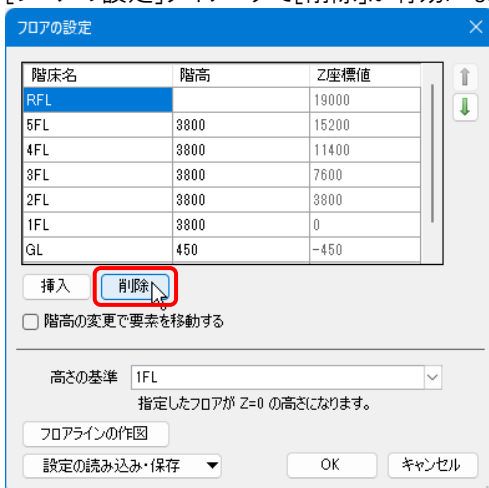 フロアの設定
階床名 階高 Z座標値
RFL 19000
5FL 3800 15200
4FL 3800 11400
3FL 3800 7600
2FL 3800 3800
1FL 3800 0
GL 450 -450
挿入 削除
階高の変更で要素を移動する
高さの基準 1FL
指定したフロアが Z=0 の高さになります。
フロアラインの作図
設定の読み込み・保存 ▼ OK キャンセル